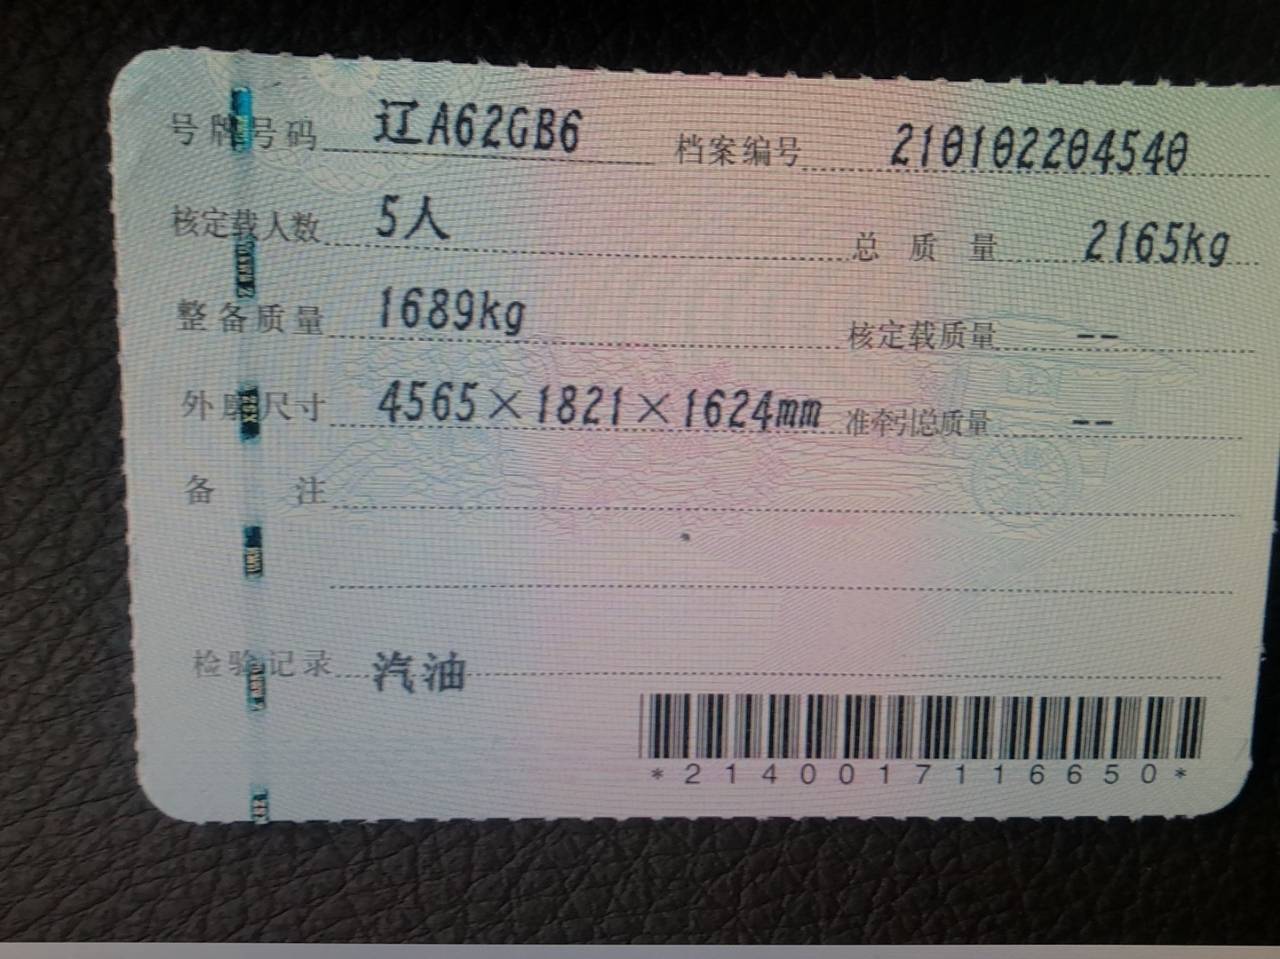 号牌号码 辽A62GB6 档案编号 210102204540
核定载人数 5人 总质量 2165kg
整备质量 1689kg 核定载质量 --
外廓尺寸 4565×1821×1624mm 准牵引总质量 --
备注
检验记录 汽油
*2140017116650*